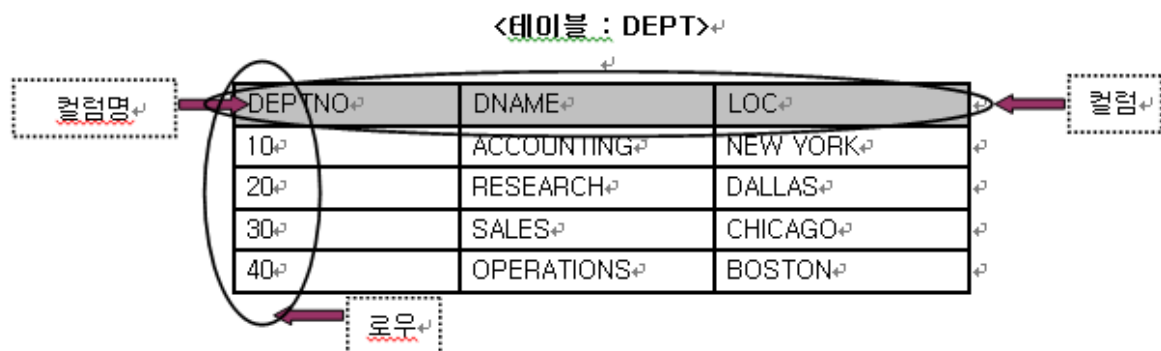 <테이블 : DEPT>
컬럼명
DEPTNO DNAME LOC
컬럼
10 ACCOUNTING NEW YORK
20 RESEARCH DALLAS
30 SALES CHICAGO
40 OPERATIONS BOSTON
로우